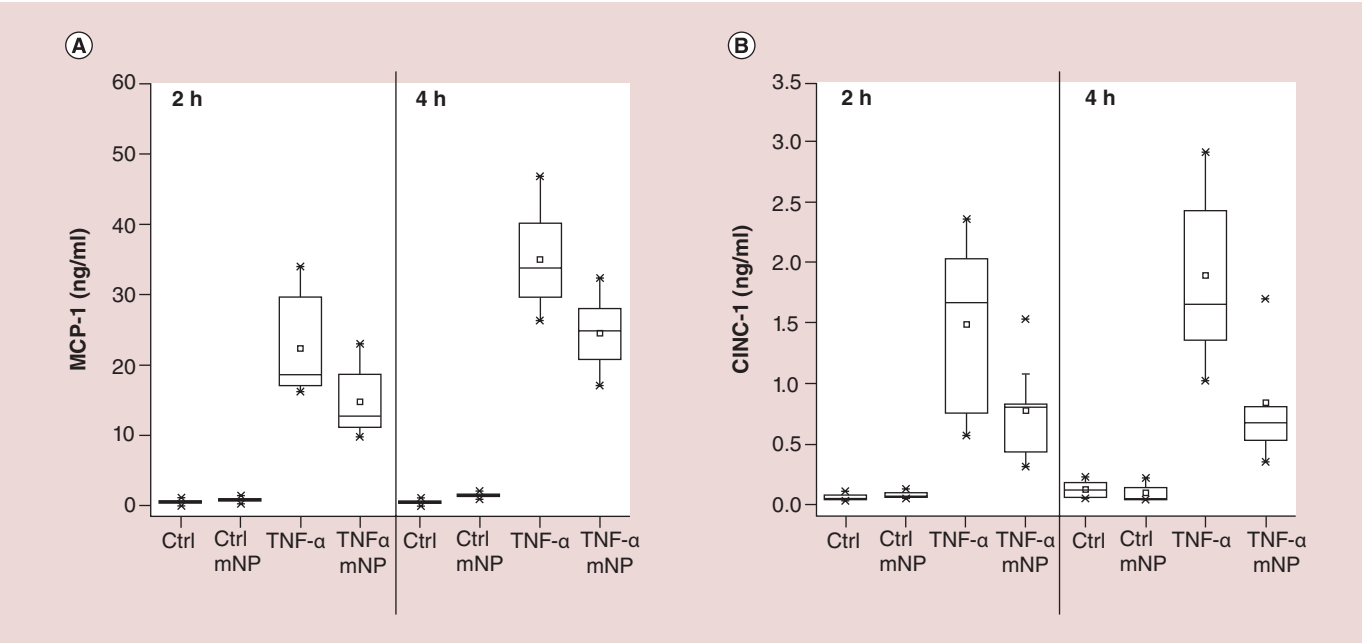 A
MCP-1 (ng/ml)
60
50
40
30
20
10
0
2 h
4 h
Ctrl
Ctrl
mNP
TNF-α
TNFα
mNP
Ctrl
Ctrl
mNP
TNF-α
TNF-α
mNP
B
CINC-1 (ng/ml)
3.5
3.0
2.5
2.0
1.5
1.0
0.5
0.0
2 h
4 h
Ctrl
Ctrl
mNP
TNF-α
TNF-α
mNP
Ctrl
Ctrl
mNP
TNF-α
TNF-α
mNP